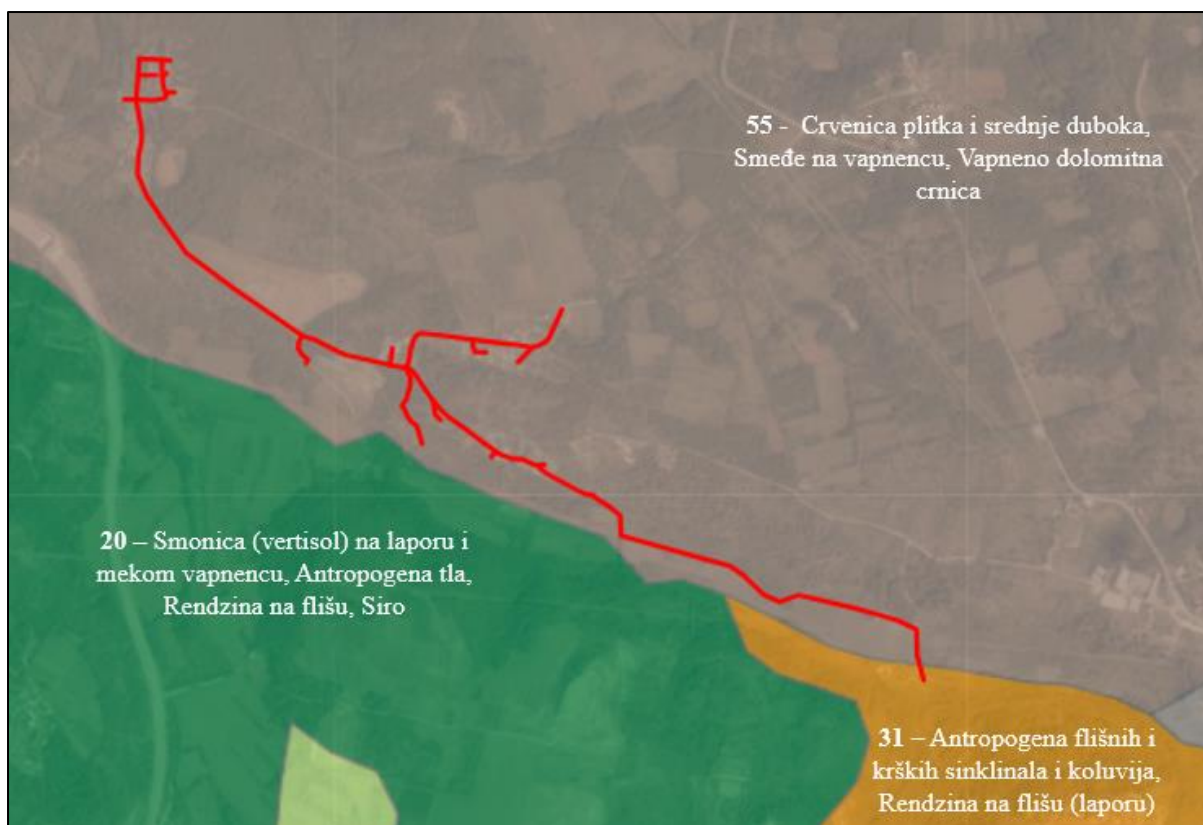 55 - Crvenica plitka i srednje duboka,
Smeđe na vapnencu, Vapneno dolomitna
crnica
20 – Smonica (vertisol) na laporu i
mekom vapnencu, Antropogena tla,
Rendzina na flišu, Siro
31 – Antropogena flišnih i
krških sinklinala i koluvija,
Rendzina na flišu (laporu)